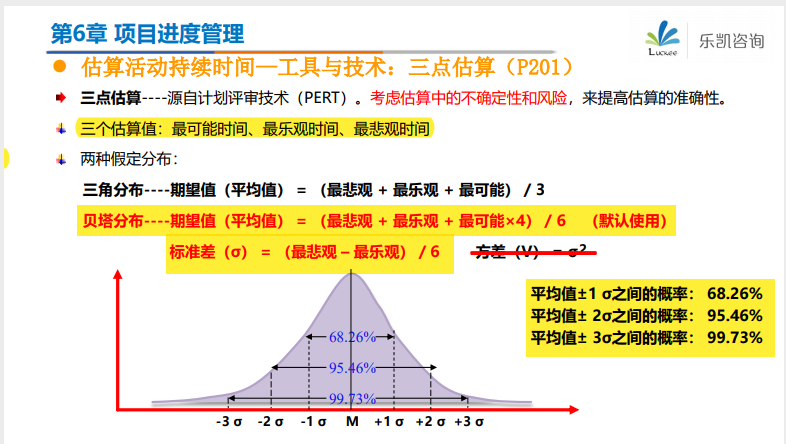 第6章 项目进度管理
Luckee 乐凯咨询
估算活动持续时间—工具与技术：三点估算（P201）
三点估算----源自计划评审技术（PERT）。考虑估算中的不确定性和风险，来提高估算的准确性。
三个估算值：最可能时间、最乐观时间、最悲观时间
两种假定分布：
三角分布----期望值（平均值） = （最悲观 + 最乐观 + 最可能）/ 3
贝塔分布----期望值（平均值） = （最悲观 + 最乐观 + 最可能×4）/ 6 （默认使用）
标准差（σ） = （最悲观 – 最乐观）/ 6 方差（V） = σ²
平均值±1 σ之间的概率： 68.26%
平均值± 2σ之间的概率： 95.46%
平均值± 3σ之间的概率： 99.73%
68.26%
95.46%
99.73%
-3 σ -2 σ -1 σ M +1 σ +2 σ +3 σ